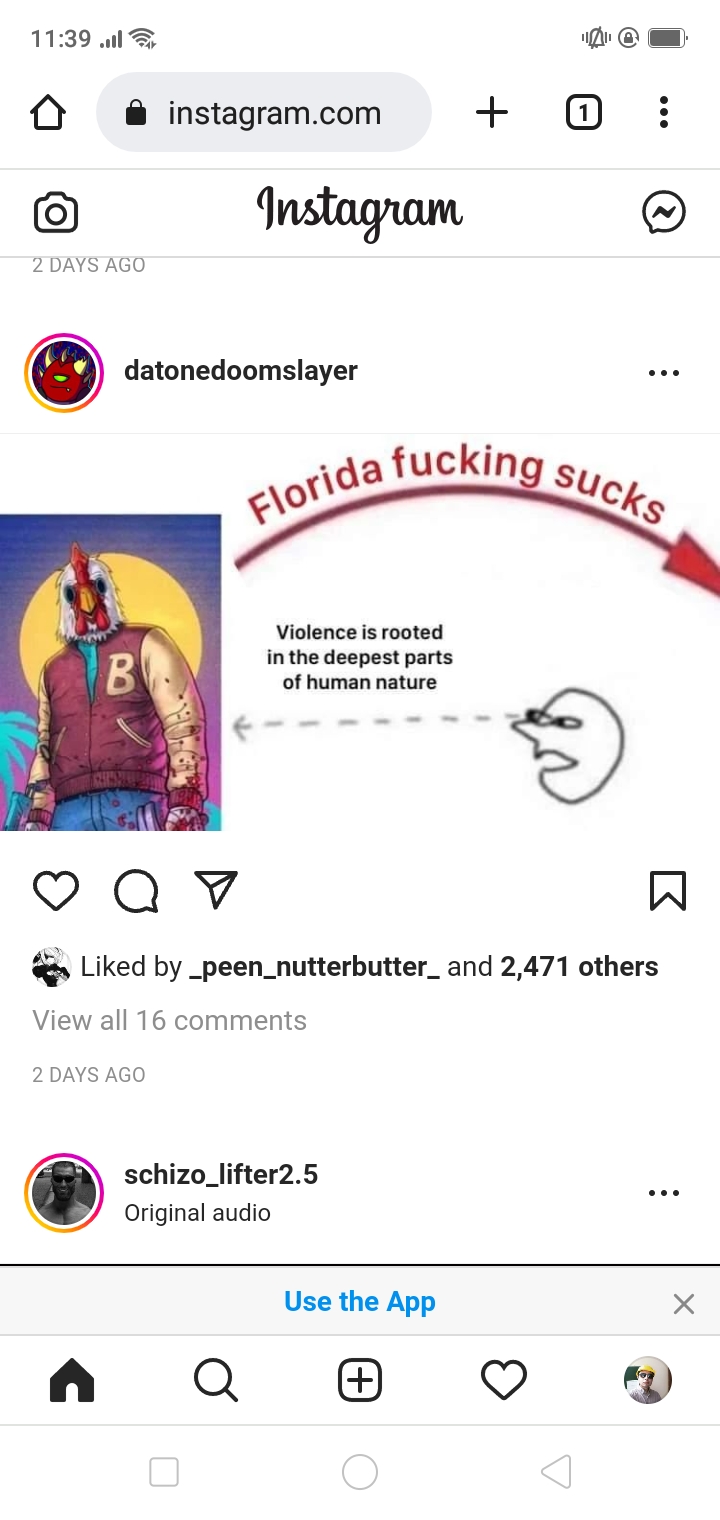 11:39
instagram.com
1
Instagram
2 DAYS AGO
datonedoomslayer
Florida fucking sucks
B
Violence is rooted
in the deepest parts
of human nature
Liked by _peen_nutterbutter_ and 2,471 others
View all 16 comments
2 DAYS AGO
schizo_lifter2.5
Original audio
Use the App